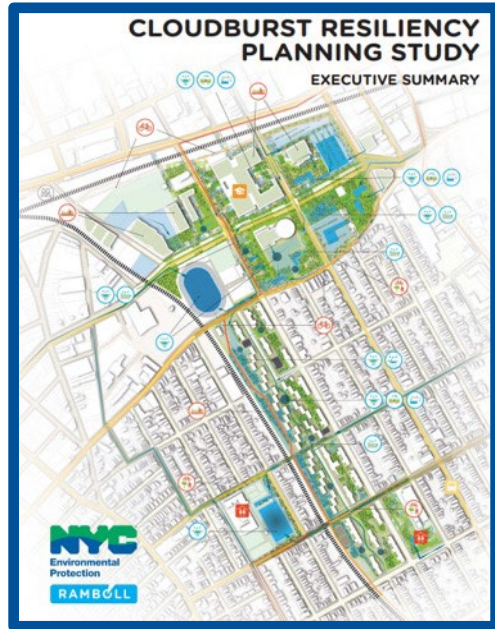 CLOUDBURST RESILIENCY
PLANNING STUDY
EXECUTIVE SUMMARY
NYC
Environmental
Protection
RAMBOLL